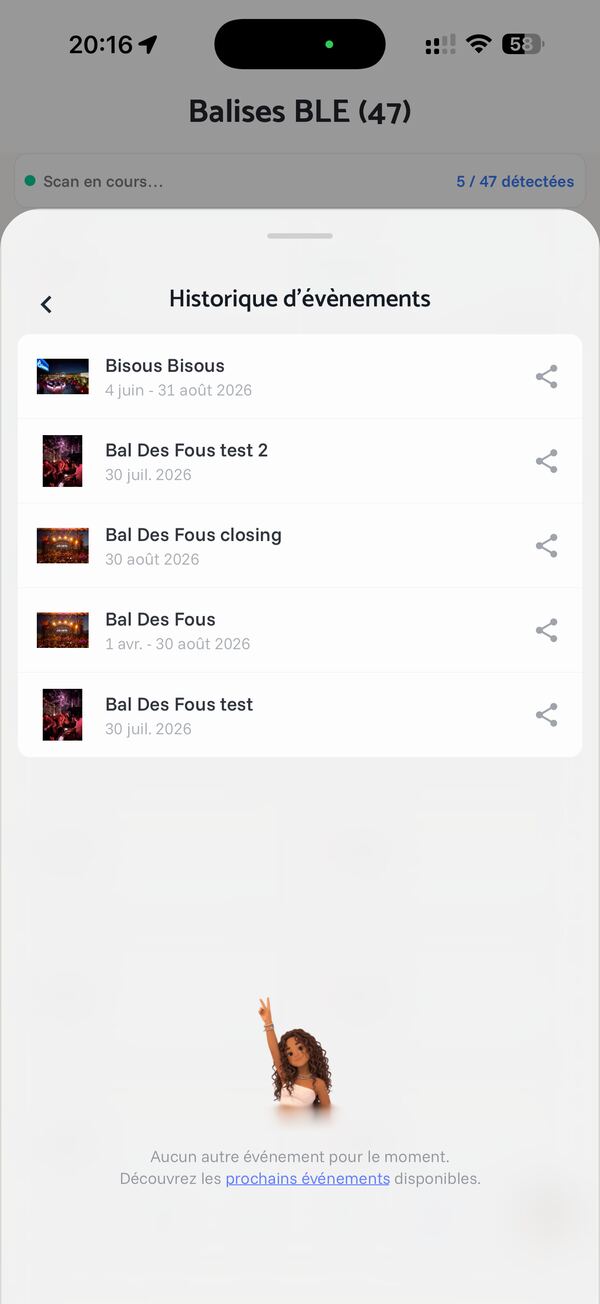 20:16
58
Balises BLE (47)
Scan en cours...
5 / 47 détectées
Historique d'évènements
Bisous Bisous
4 juin - 31 août 2026
Bal Des Fous test 2
30 juil. 2026
Bal Des Fous closing
30 août 2026
Bal Des Fous
1 avr. - 30 août 2026
Bal Des Fous test
30 juil. 2026
Aucun autre événement pour le moment.
Découvrez les prochains événements disponibles.